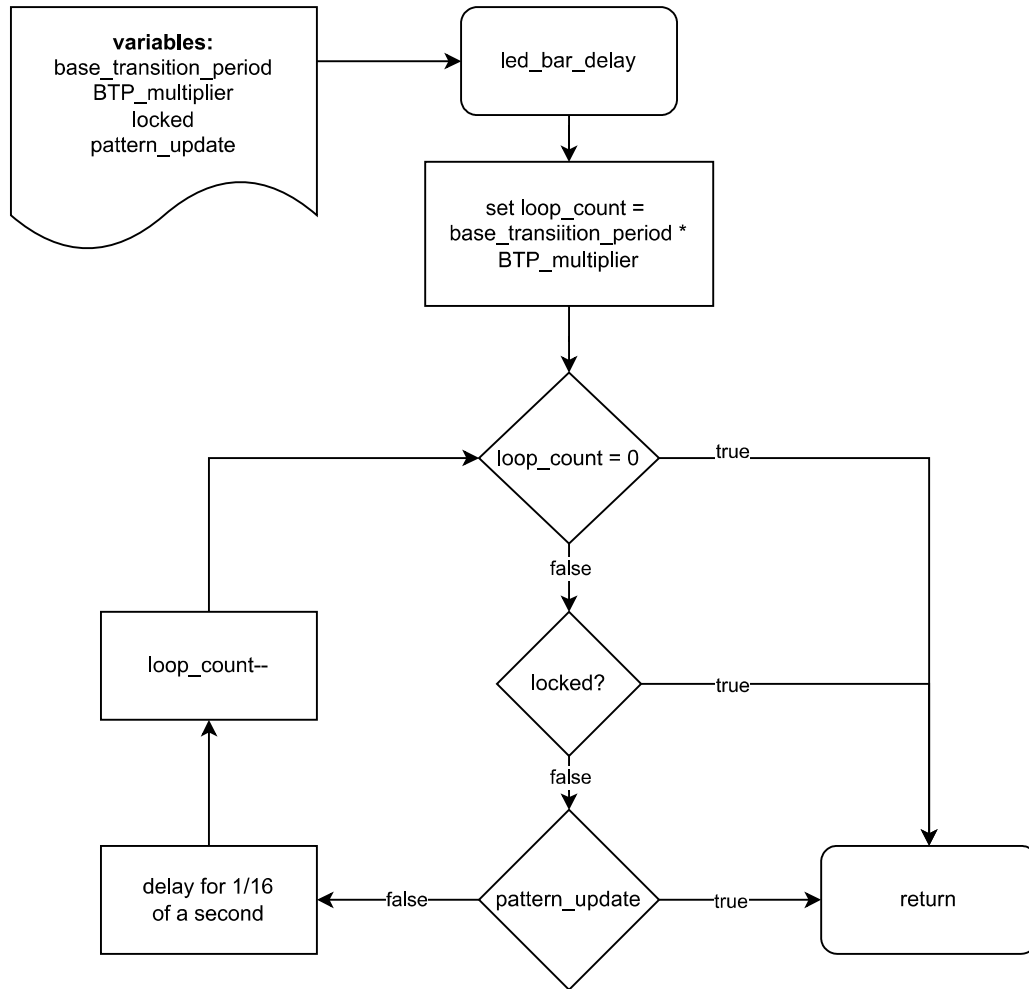 variables:
base_transition_period
BTP_multiplier
locked
pattern_update
led_bar_delay
set loop_count =
base_transiition_period *
BTP_multiplier
loop_count = 0
true
false
loop_count--
locked?
true
false
delay for 1/16
of a second
false
pattern_update
true
return